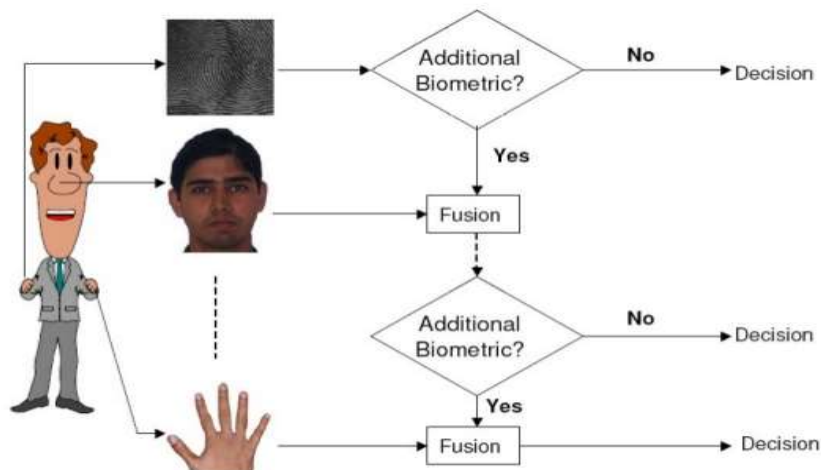 Additional
Biometric?
No
Decision
Yes
Fusion
Additional
Biometric?
No
Decision
Yes
Fusion
Decision